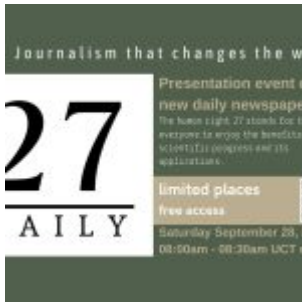 Journalism that changes the w
27
AILY
Presentation event
new daily newspape
The human right 27 stands for t
everyone to enjoy the benefits
scientific progress and its
applications.
limited places
free access
Saturday September 28,
08:00am - 08:30am UCT